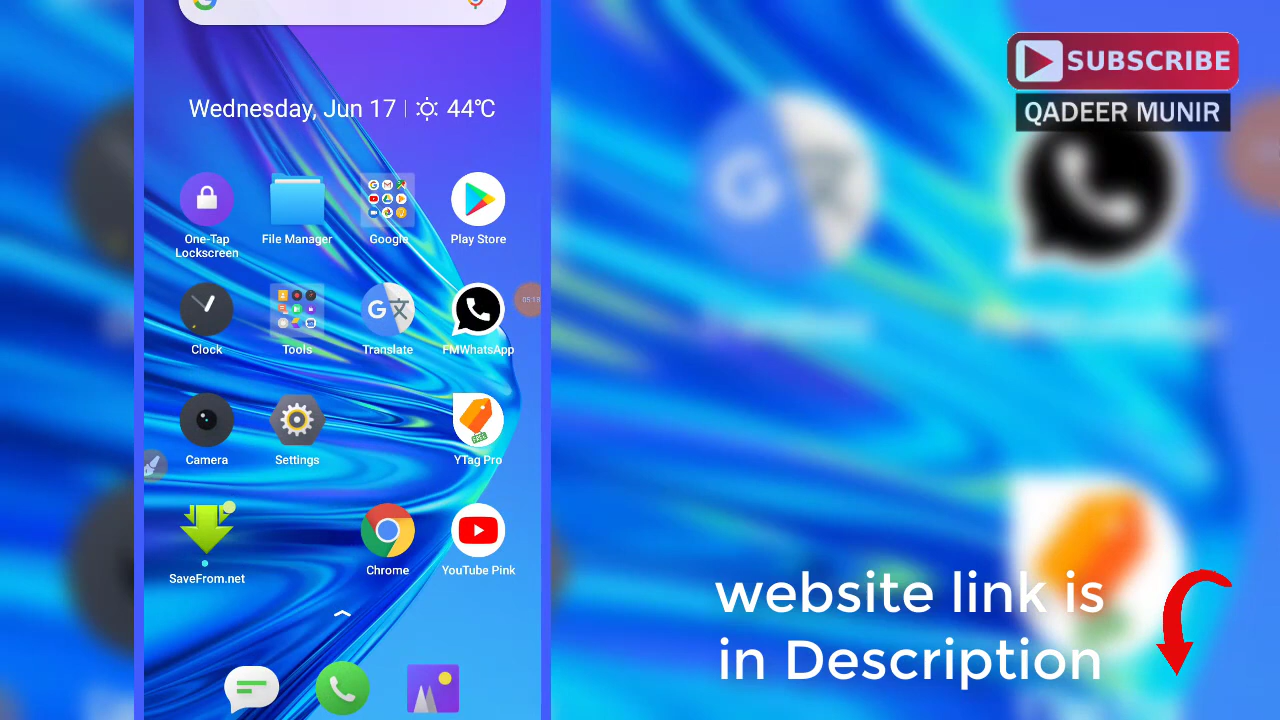 SUBSCRIBE
QADEER MUNIR
Wednesday, Jun 17 44°C
One-Tap Lockscreen
File Manager
Google
Play Store
Clock
Tools
Translate
FMWhatsApp
Camera
Settings
YTag Pro
SaveFrom.net
Chrome
YouTube Pink
website link is
in Description